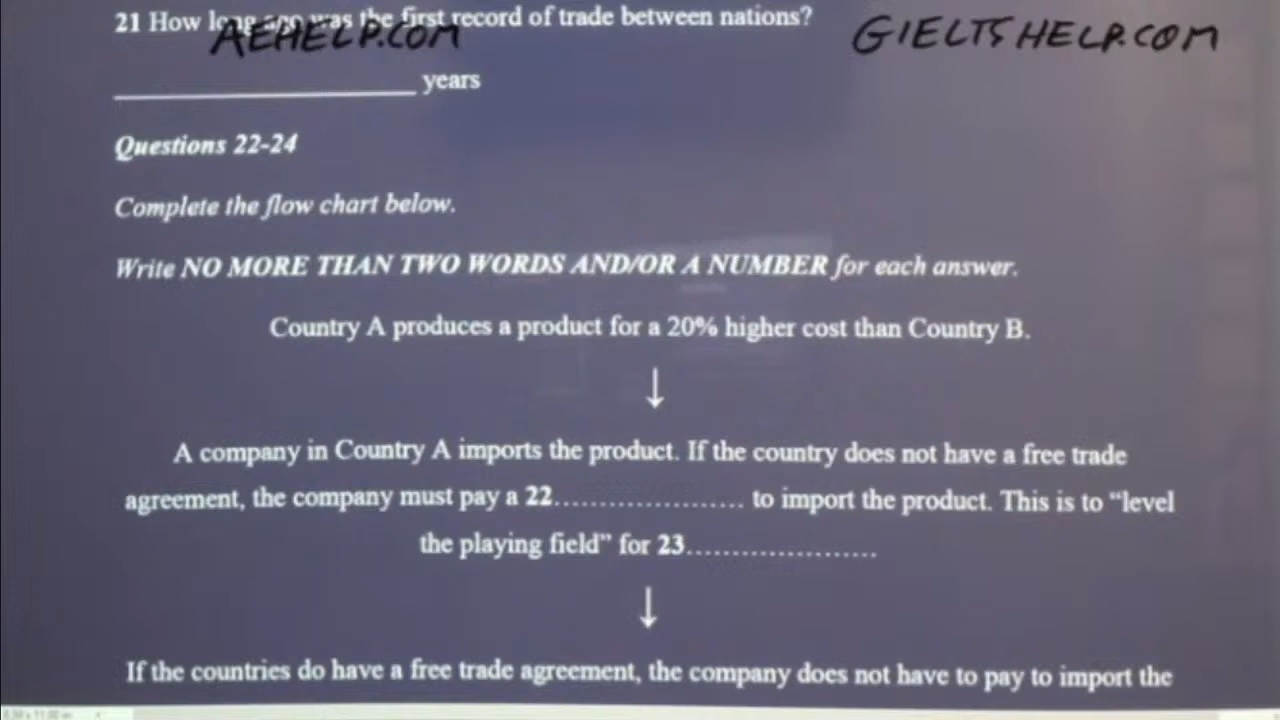 21 How long ago was the first record of trade between nations?
AEHELP.COM
GIELTSHELP.COM
____________________ years
Questions 22-24
Complete the flow chart below.
Write NO MORE THAN TWO WORDS AND/OR A NUMBER for each answer.
Country A produces a product for a 20% higher cost than Country B.
↓
A company in Country A imports the product. If the country does not have a free trade
agreement, the company must pay a 22.................... to import the product. This is to “level
the playing field” for 23....................
↓
If the countries do have a free trade agreement, the company does not have to pay to import the